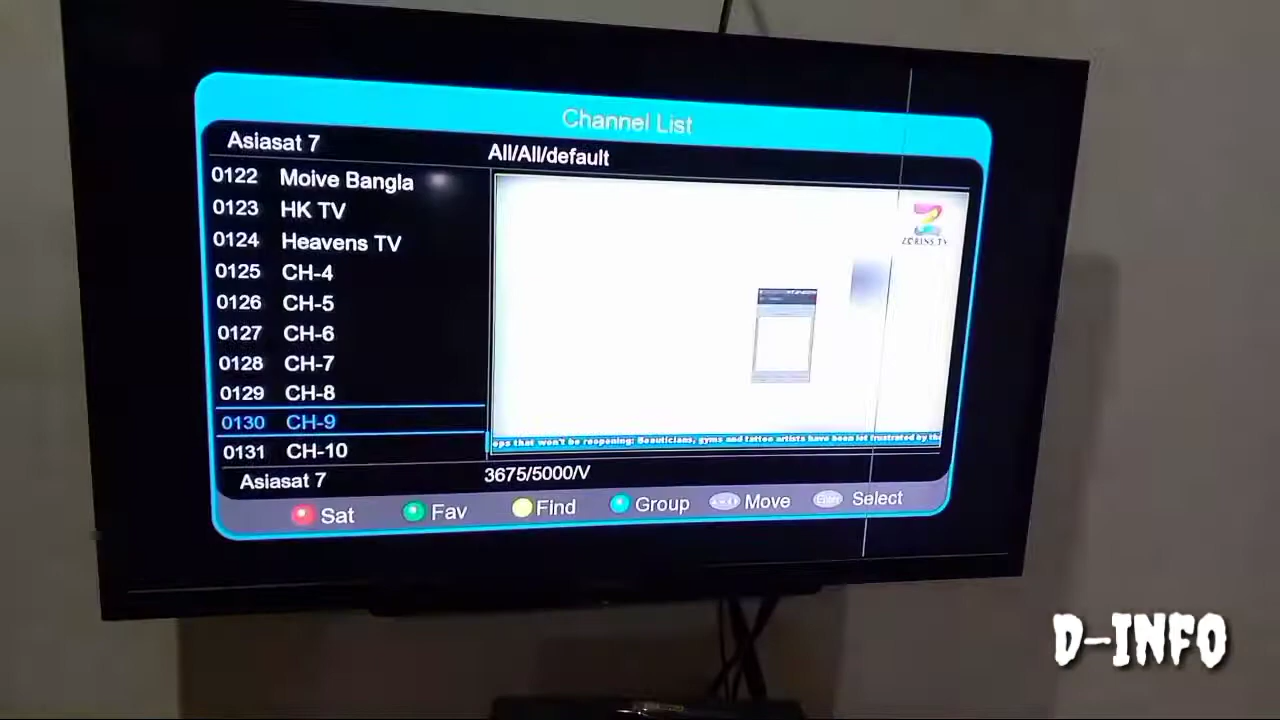 Channel List
Asiasat 7
All/All/default
0122 Moive Bangla
0123 HK TV
0124 Heavens TV
0125 CH-4
0126 CH-5
0127 CH-6
0128 CH-7
0129 CH-8
0130 CH-9
0131 CH-10
ZORINS TV
ops that won't be reopening: Beauticians, gyms and tattoo artists have been lot frustrated by the
Asiasat 7
3675/5000/V
Sat Fav Find Group Move Select
D-INFO